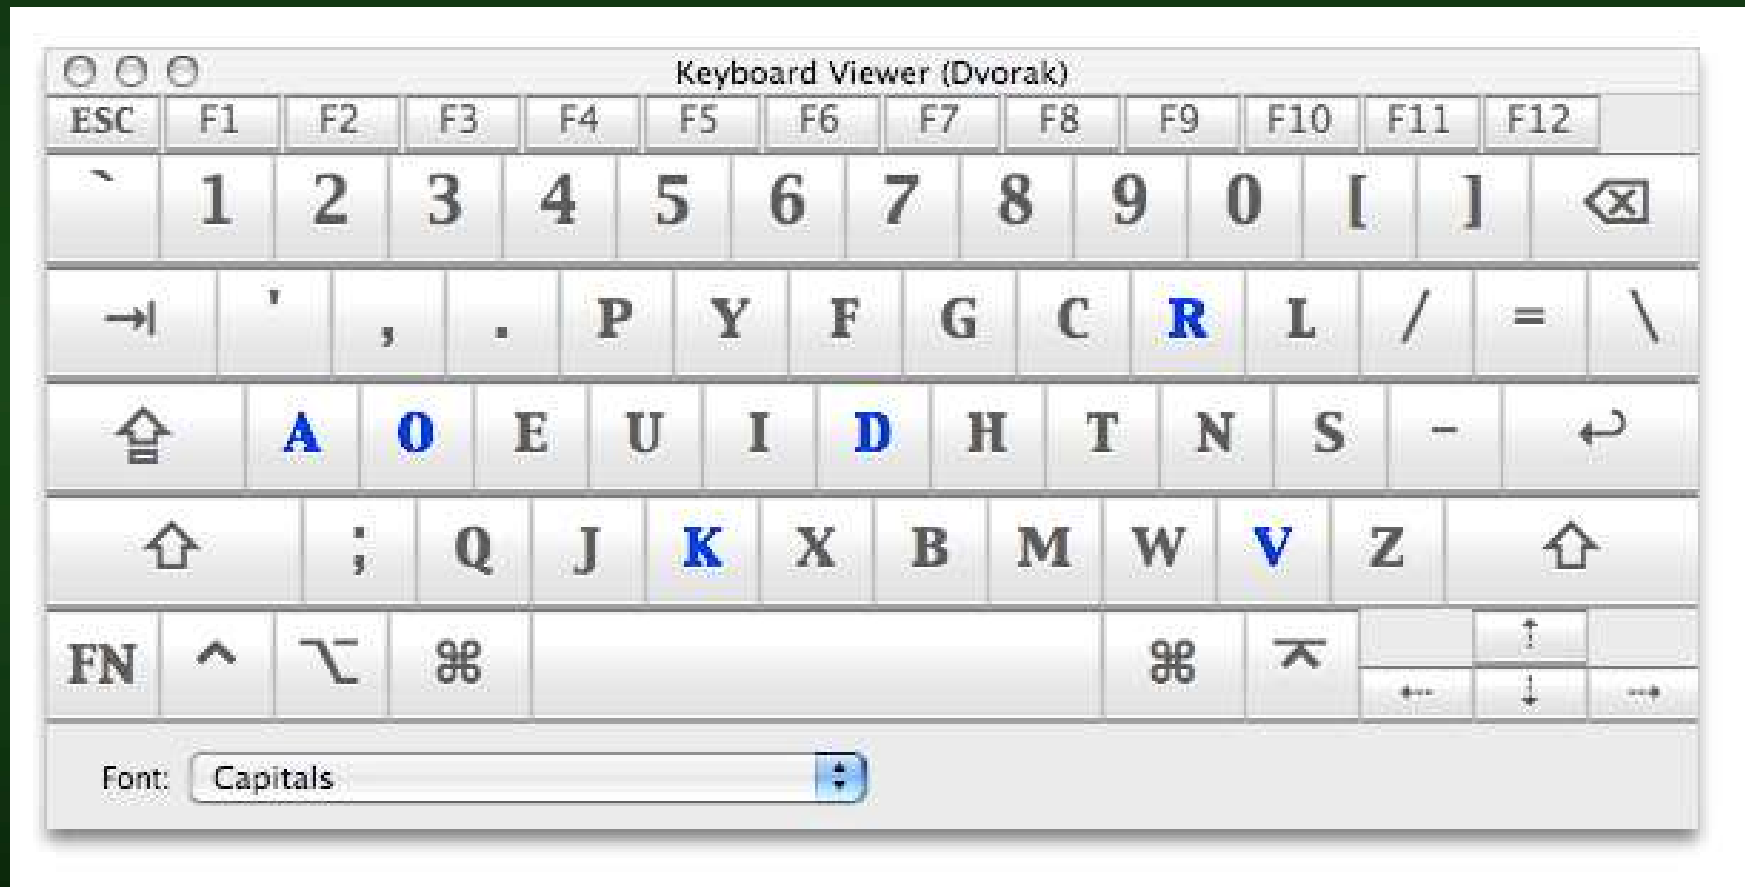 Keyboard Viewer (Dvorak)
ESC F1 F2 F3 F4 F5 F6 F7 F8 F9 F10 F11 F12
` 1 2 3 4 5 6 7 8 9 0 [ ]
' , . P Y F G C R L / = \
A O E U I D H T N S -
; Q J K X B M W V Z
FN ^ ⌥ ⌘ ⌘ ⌤
Font: Capitals